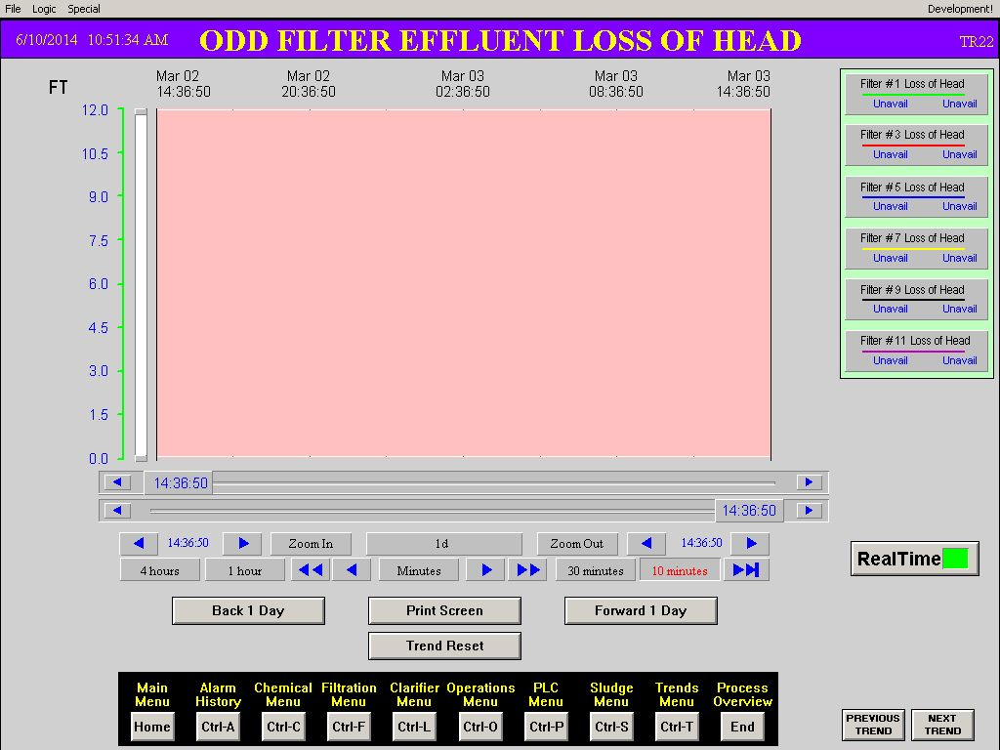 File Logic Special Development!
6/10/2014 10:51:34 AM ODD FILTER EFFLUENT LOSS OF HEAD TR22
FT
Mar 02 Mar 02 Mar 03 Mar 03 Mar 03
14:36:50 20:36:50 02:36:50 08:36:50 14:36:50
12.0
10.5
9.0
7.5
6.0
4.5
3.0
1.5
0.0
Filter #1 Loss of Head
Unavail Unavail
Filter #3 Loss of Head
Unavail Unavail
Filter #5 Loss of Head
Unavail Unavail
Filter #7 Loss of Head
Unavail Unavail
Filter #9 Loss of Head
Unavail Unavail
Filter #11 Loss of Head
Unavail Unavail
14:36:50
14:36:50
14:36:50 Zoom In 1d Zoom Out 14:36:50
4 hours 1 hour Minutes 30 minutes 10 minutes
RealTime
Back 1 Day Print Screen Forward 1 Day
Trend Reset
Main Alarm Chemical Filtration Clarifier Operations PLC Sludge Trends Process
Menu History Menu Menu Menu Menu Menu Menu Menu Overview
Home Ctrl-A Ctrl-C Ctrl-F Ctrl-L Ctrl-O Ctrl-P Ctrl-S Ctrl-T End
PREVIOUS NEXT
TREND TREND